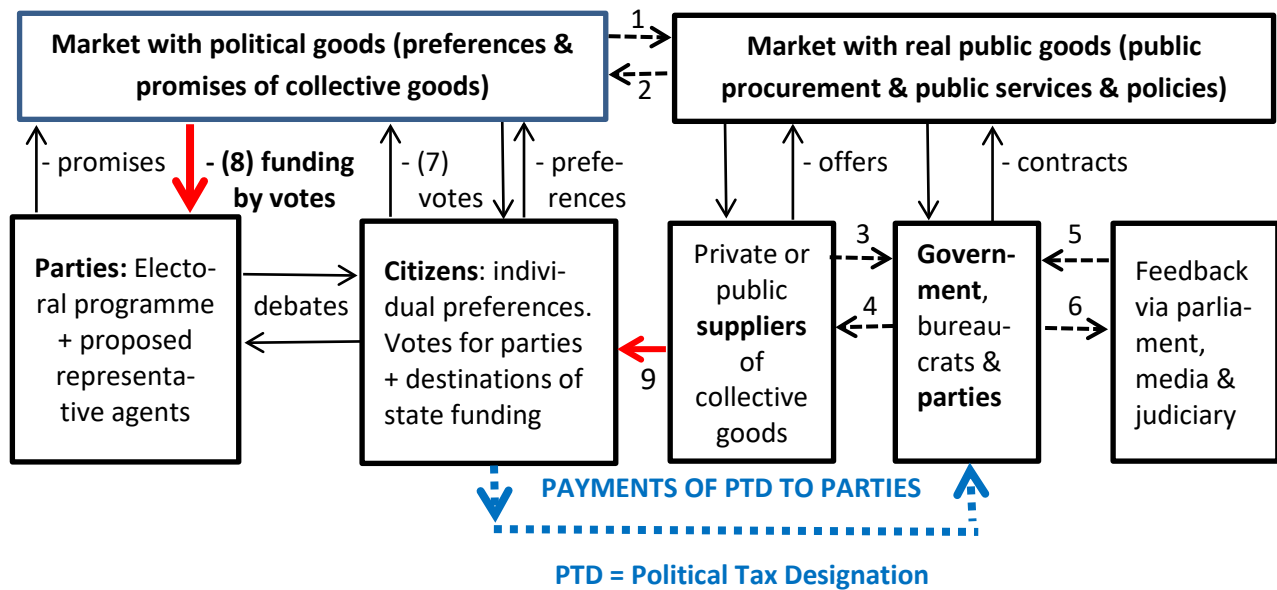 Market with political goods (preferences &
promises of collective goods)
1
2
Market with real public goods (public
procurement & public services & policies)
- promises
- (8) funding
by votes
- (7)
votes
- prefe-
rences
- offers
- contracts
Parties: Electo-
ral programme
+ proposed
representa-
tive agents
debates
Citizens: indivi-
dual preferences.
Votes for parties
+ destinations of
state funding
9
Private or
public
suppliers
of
collective
goods
3
4
Govern-
ment,
bureau-
crats &
parties
5
6
Feedback
via parlia-
ment,
media &
judiciary
PAYMENTS OF PTD TO PARTIES
PTD = Political Tax Designation